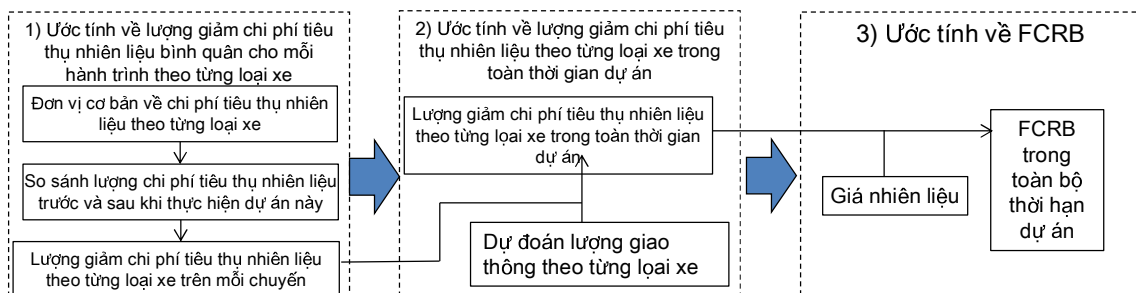 1) Ước tính về lượng giảm chi phí tiêu
thụ nhiên liệu bình quân cho mỗi
hành trình theo từng loại xe
Đơn vị cơ bản về chi phí tiêu thụ nhiên
liệu theo từng loại xe
So sánh lượng chi phí tiêu thụ nhiên liệu
trước và sau khi thực hiện dự án này
Lượng giảm chi phí tiêu thụ nhiên liệu
theo từng loại xe trên mỗi chuyến
2) Ước tính về lượng giảm chi phí tiêu
thụ nhiên liệu theo từng loại xe trong
toàn thời gian dự án
Lượng giảm chi phí tiêu thụ nhiên liệu
theo từng loại xe trong toàn thời gian
dự án
Dự đoán lượng giao
thông theo từng lọai xe
3) Ước tính về FCRB
Giá nhiên liệu
FCRB
trong
toàn bộ
thời hạn
dự án